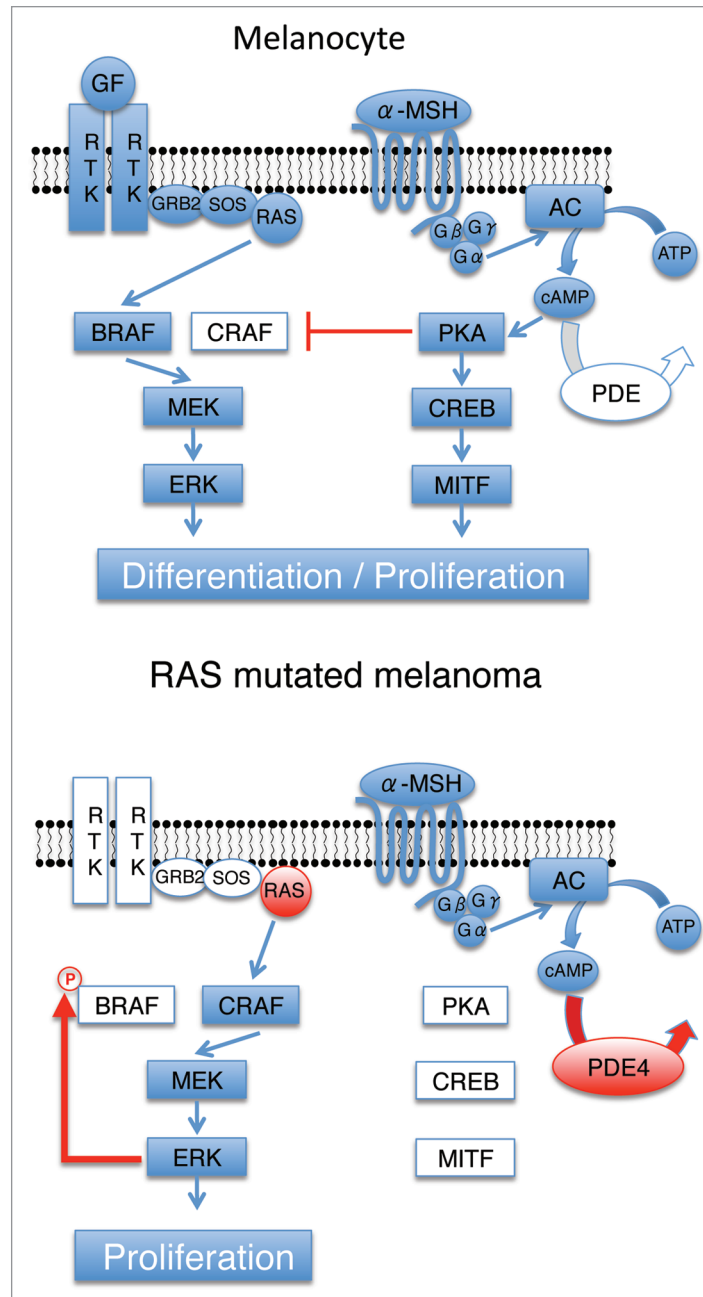 Melanocyte
GF
R
T
K
R
T
K
GRB2
SOS
RAS
α-MSH
Gβ
Gγ
Gα
AC
ATP
cAMP
PDE
BRAF
CRAF
PKA
MEK
CREB
ERK
MITF
Differentiation / Proliferation
RAS mutated melanoma
R
T
K
R
T
K
GRB2
SOS
RAS
α-MSH
Gβ
Gγ
Gα
AC
ATP
cAMP
PDE4
P
BRAF
CRAF
PKA
MEK
CREB
ERK
MITF
Proliferation